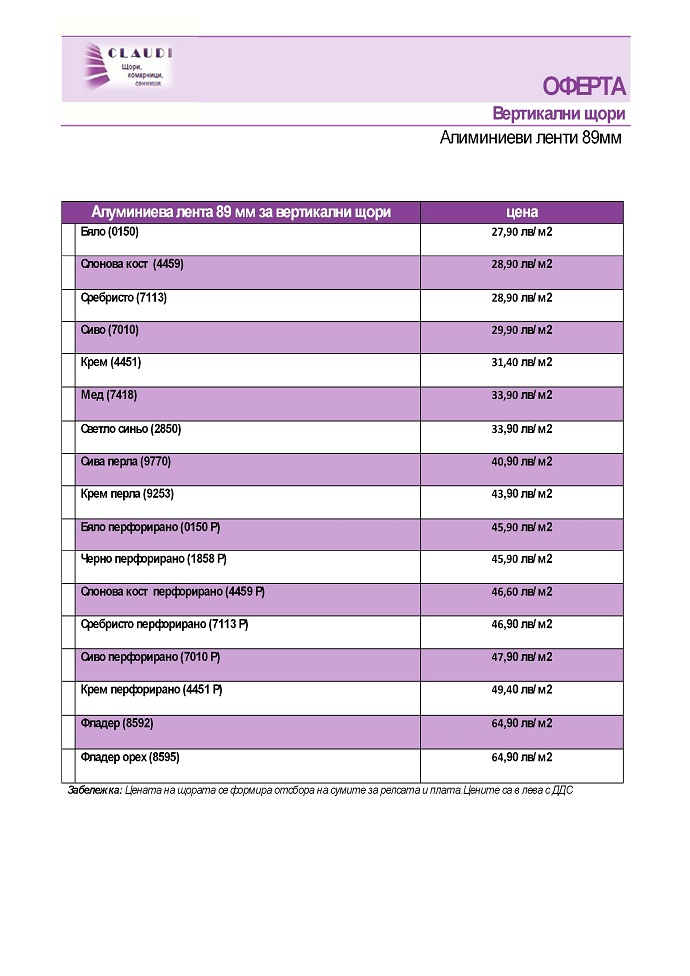 CLAUDI
Щори,
комарници,
сенници.
ОФЕРТА
Вертикални щори
Алиминиеви ленти 89мм
Алуминиева лента 89 мм за вертикални щори цена
Бяло (0150) 27,90 лв/ м2
Слонова кост (4459) 28,90 лв/ м2
Сребристо (7113) 28,90 лв/ м2
Сиво (7010) 29,90 лв/ м2
Крем (4451) 31,40 лв/ м2
Мед (7418) 33,90 лв/ м2
Светло синьо (2850) 33,90 лв/ м2
Сива перла (9770) 40,90 лв/ м2
Крем перла (9253) 43,90 лв/ м2
Бяло перфорирано (0150 Р) 45,90 лв/ м2
Черно перфорирано (1858 Р) 45,90 лв/ м2
Слонова кост перфорирано (4459 Р) 46,60 лв/ м2
Сребристо перфорирано (7113 Р) 46,90 лв/ м2
Сиво перфорирано (7010 Р) 47,90 лв/ м2
Крем перфорирано (4451 Р) 49,40 лв/ м2
Фладер (8592) 64,90 лв/ м2
Фладер орех (8595) 64,90 лв/ м2
Забележка: Цената на щората се формира отсбора на сумите за релсата и плата.Цените са в лева с ДДС